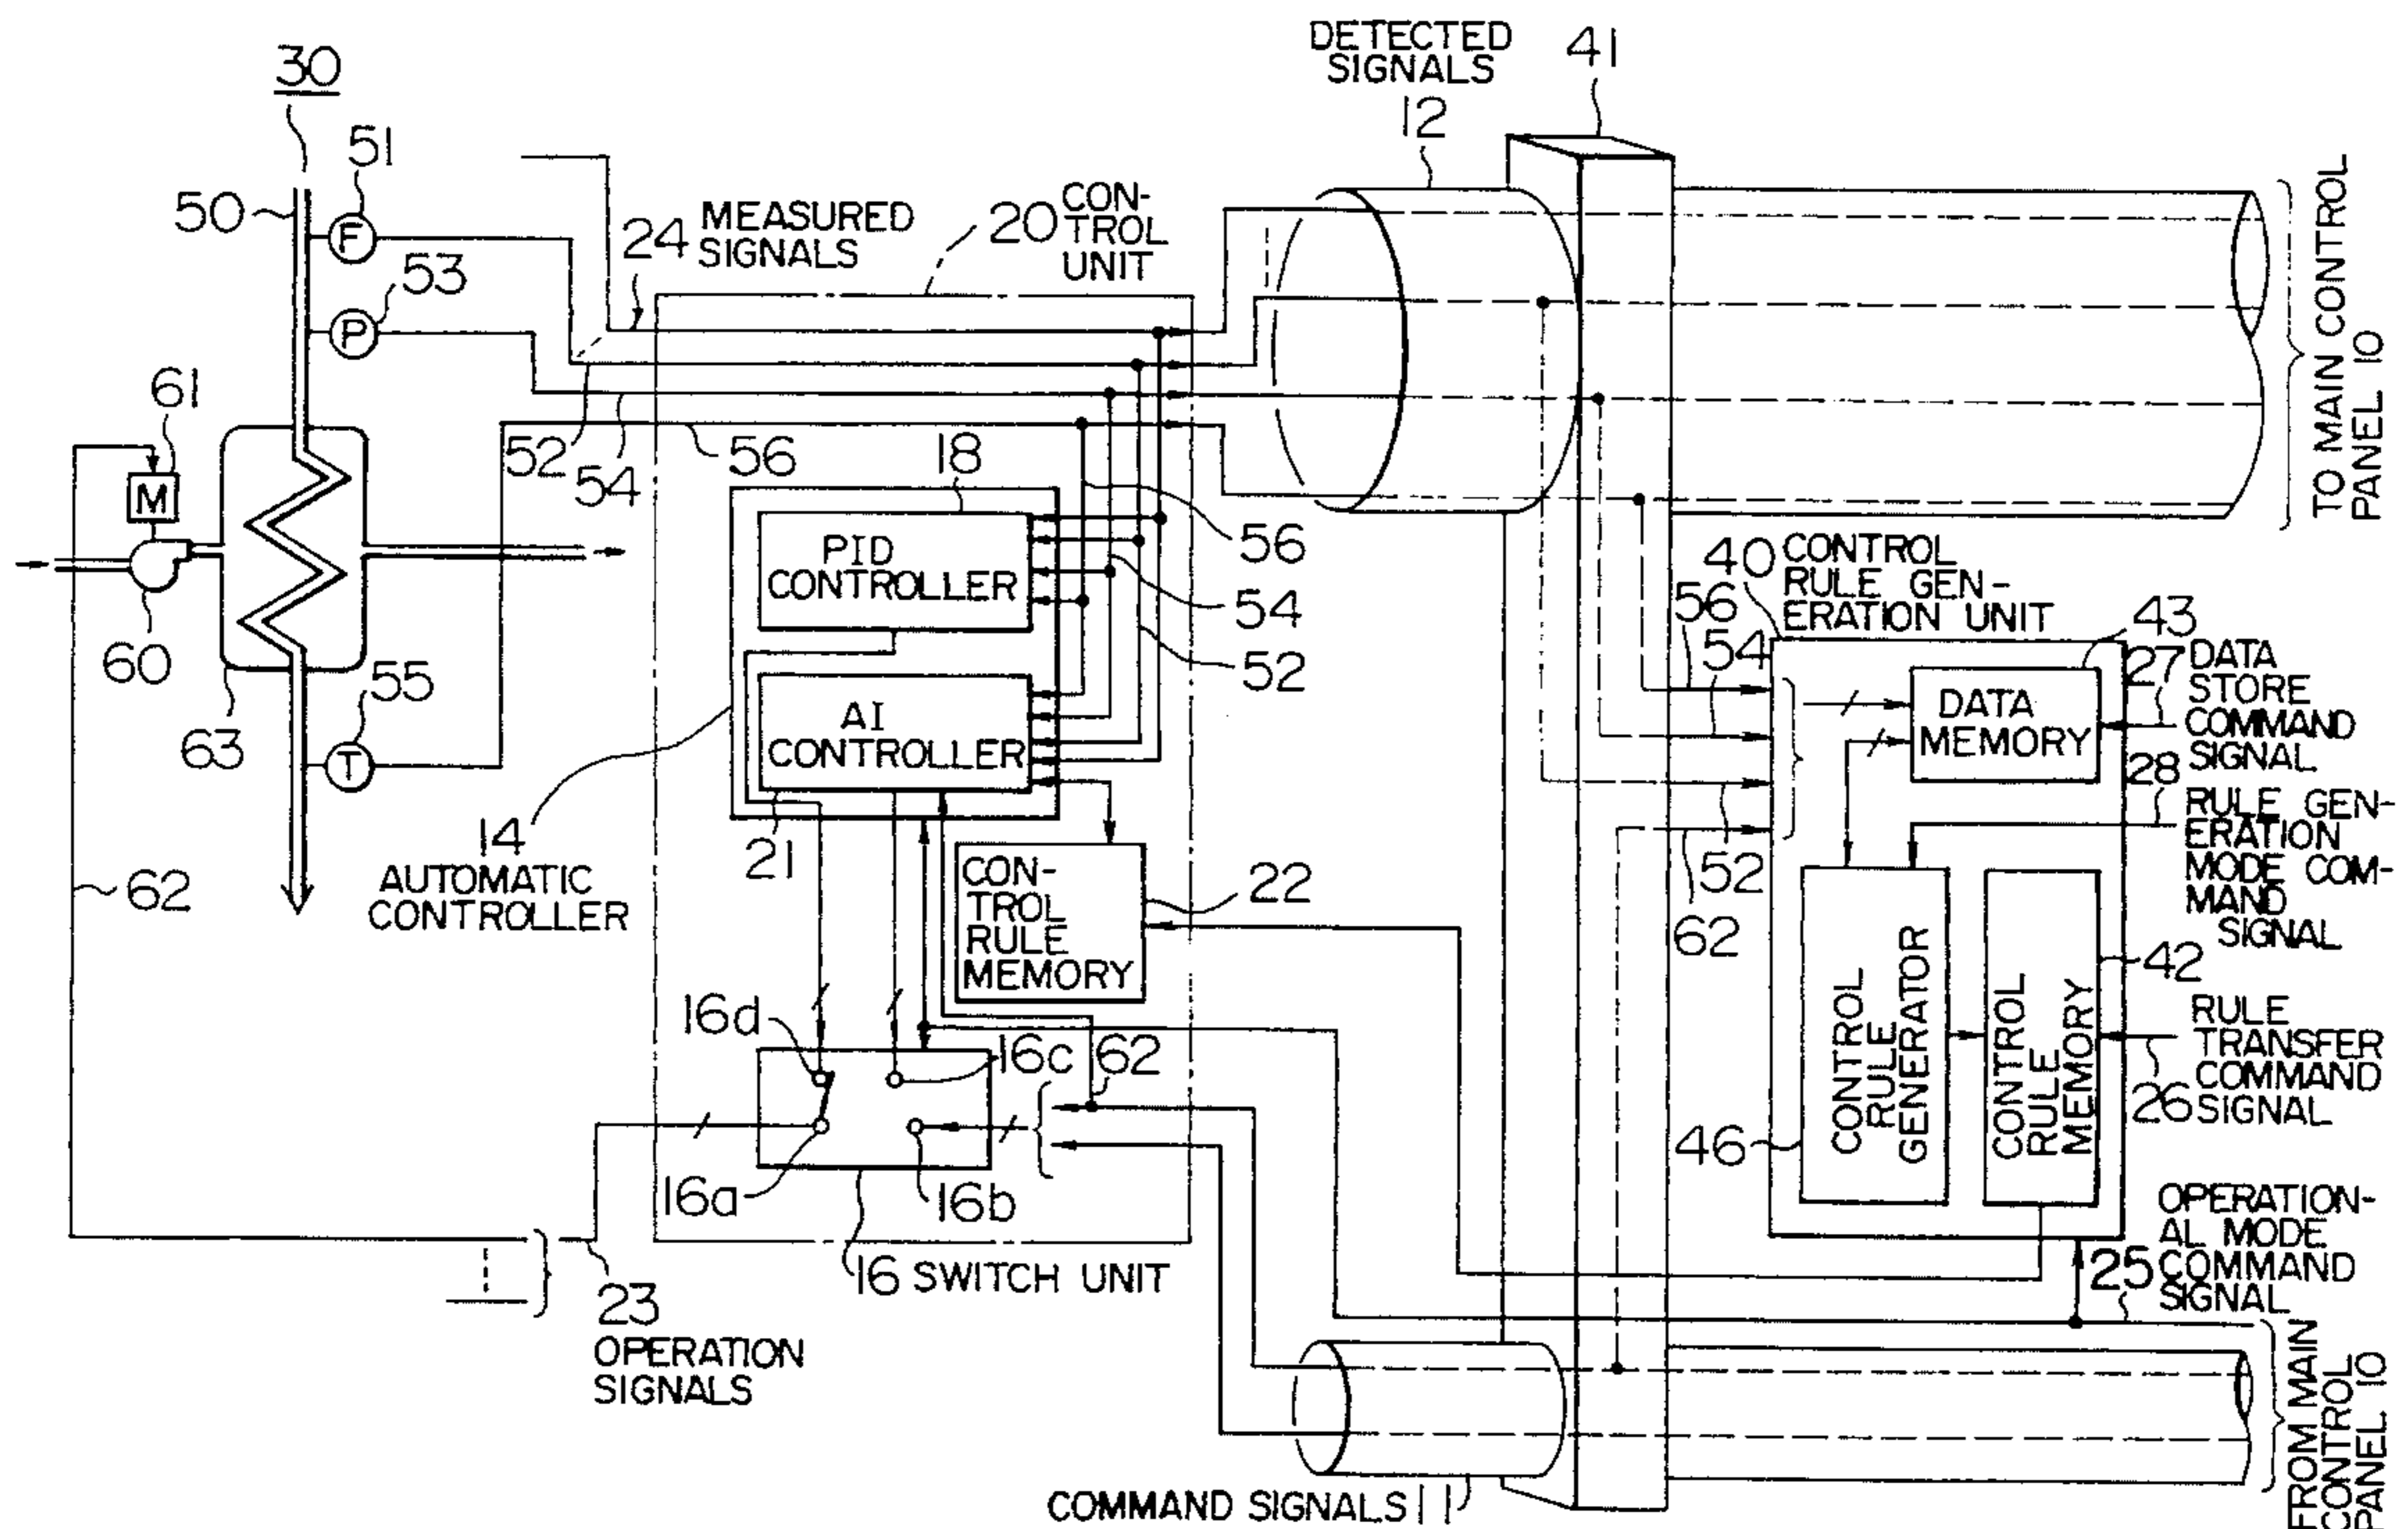 30
DETECTED
SIGNALS
12
41
51
50
F
53
P
24 MEASURED
SIGNALS
20 CON-
TROL
UNIT
TO MAIN CONTROL
PANEL 10
61
M
52
54
56
18
PID
CONTROLLER
56
54
52
AI
CONTROLLER
60
63
55
T
14
AUTOMATIC
CONTROLLER
21
CON-
TROL
RULE
MEMORY
22
62
16d
16c
62
16a
16b
16 SWITCH UNIT
23
OPERATION
SIGNALS
40 CONTROL
RULE GEN-
ERATION UNIT
56
54
52
62
43
DATA
MEMORY
27 DATA
STORE
COMMAND
SIGNAL
28
RULE GEN-
ERATION
MODE COM-
MAND
SIGNAL
46
CONTROL
RULE
GENERATOR
CONTROL
RULE
MEMORY
42
RULE
TRANSFER
COMMAND
26 SIGNAL
OPERATION-
AL MODE
25 COMMAND
SIGNAL
COMMAND SIGNALS 11
FROM MAIN
CONTROL
PANEL 10